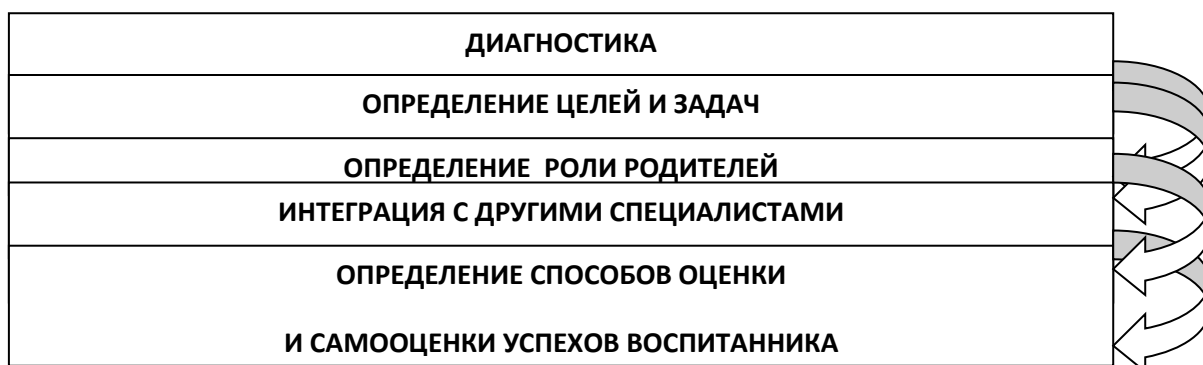 ДИАГНОСТИКА
ОПРЕДЕЛЕНИЕ ЦЕЛЕЙ И ЗАДАЧ
ОПРЕДЕЛЕНИЕ РОЛИ РОДИТЕЛЕЙ
ИНТЕГРАЦИЯ С ДРУГИМИ СПЕЦИАЛИСТАМИ
ОПРЕДЕЛЕНИЕ СПОСОБОВ ОЦЕНКИ
И САМООЦЕНКИ УСПЕХОВ ВОСПИТАННИКА